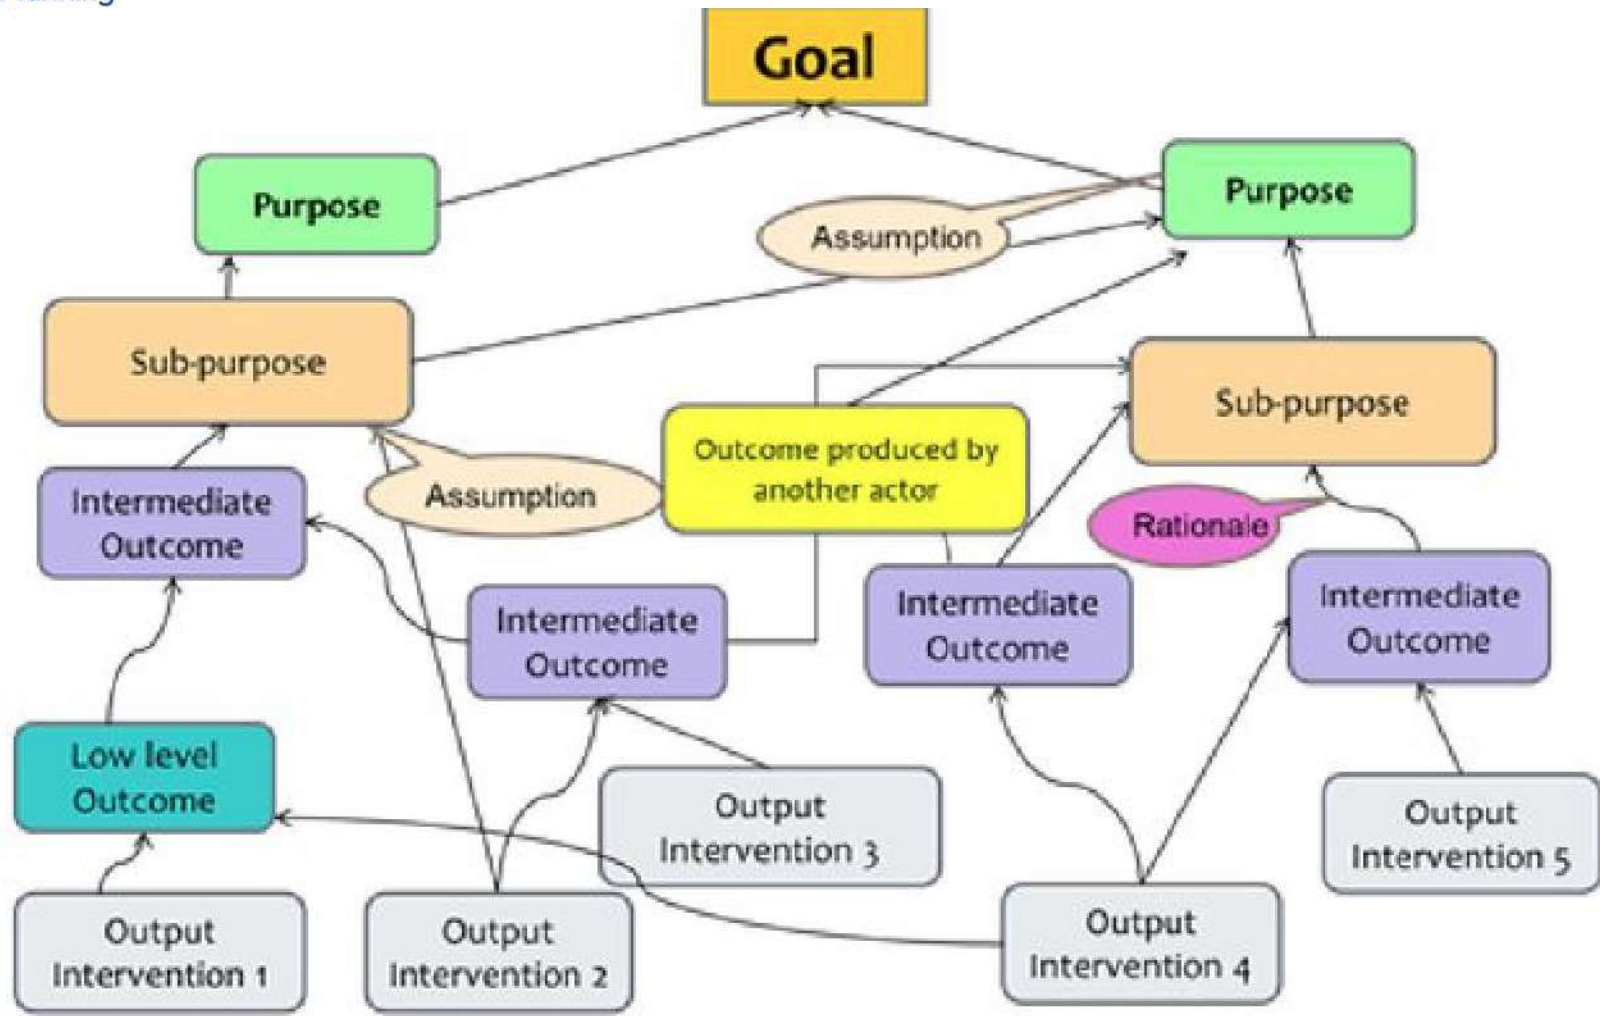 Goal
Purpose
Purpose
Assumption
Sub-purpose
Sub-purpose
Outcome produced by
another actor
Assumption
Rationale
Intermediate
Outcome
Intermediate
Outcome
Intermediate
Outcome
Intermediate
Outcome
Low level
Outcome
Output
Intervention 3
Output
Intervention 5
Output
Intervention 1
Output
Intervention 2
Output
Intervention 4